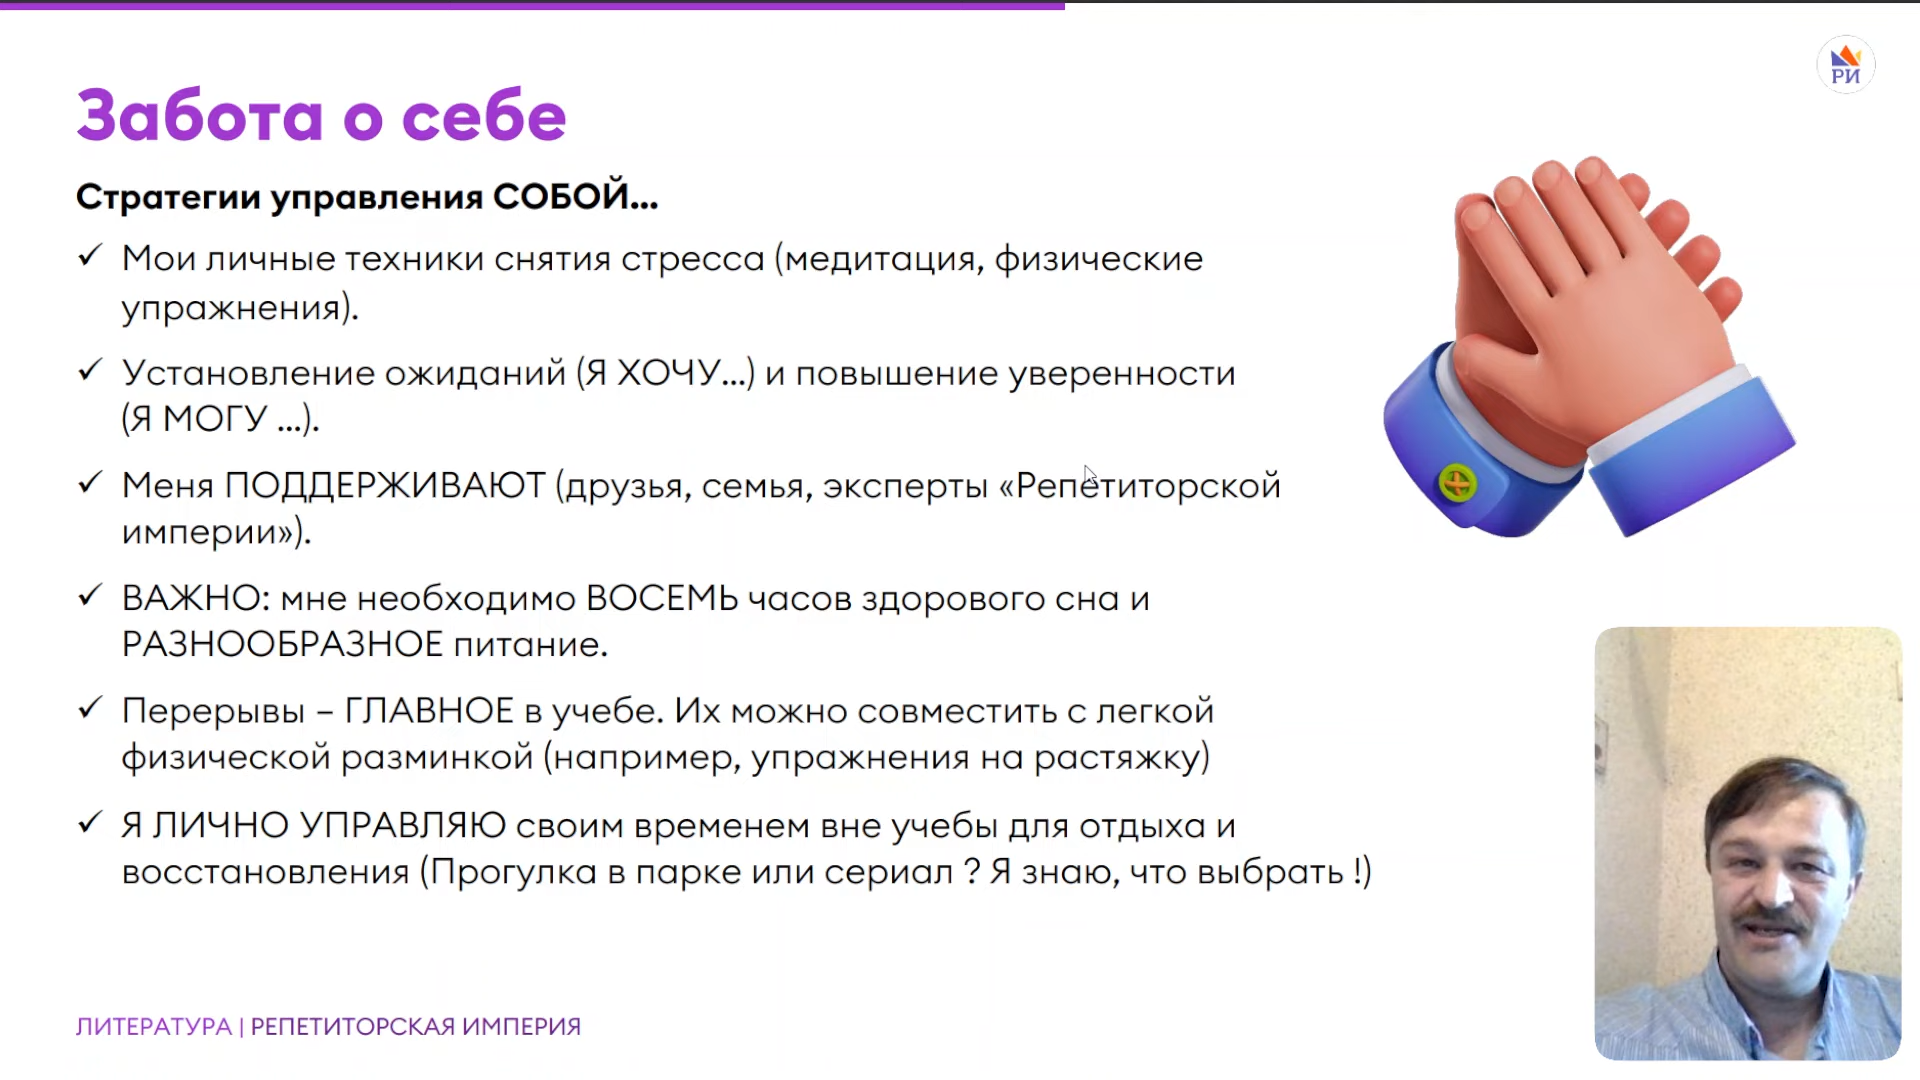 РИ
Забота о себе
Стратегии управления СОБОЙ...
✓ Мои личные техники снятия стресса (медитация, физические
упражнения).
✓ Установление ожиданий (Я ХОЧУ...) и повышение уверенности
(Я МОГУ ...).
✓ Меня ПОДДЕРЖИВАЮТ (друзья, семья, эксперты «Репетиторской
империи»).
✓ ВАЖНО: мне необходимо ВОСЕМЬ часов здорового сна и
РАЗНООБРАЗНОЕ питание.
✓ Перерывы – ГЛАВНОЕ в учебе. Их можно совместить с легкой
физической разминкой (например, упражнения на растяжку)
✓ Я ЛИЧНО УПРАВЛЯЮ своим временем вне учебы для отдыха и
восстановления (Прогулка в парке или сериал ? Я знаю, что выбрать !)
ЛИТЕРАТУРА | РЕПЕТИТОРСКАЯ ИМПЕРИЯ